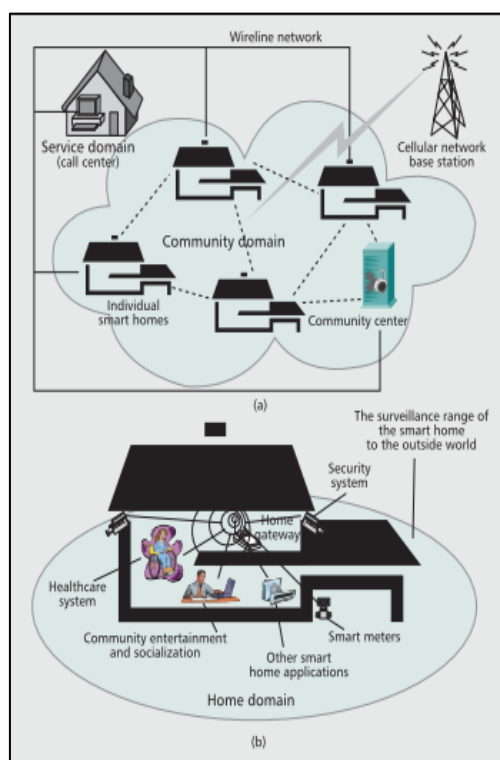 Wireline network
Service domain
(call center)
Cellular network
base station
Community domain
Individual
smart homes
Community center
(a)
The surveillance range of
the smart home
to the outside world
Security
system
Home
gateway
Healthcare
system
Community entertainment
and socialization
Smart meters
Other smart
home applications
Home domain
(b)